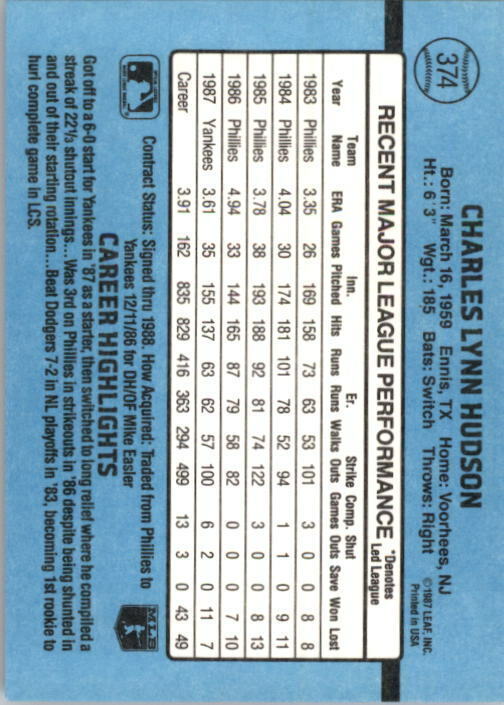 374
CHARLES LYNN HUDSON
Born: March 16, 1959 Ennis, TX Home: Voorhees, NJ
Ht.: 6'3" Wgt.: 185 Bats: Switch Throws: Right
©1987 LEAF, INC.
Printed in USA
RECENT MAJOR LEAGUE PERFORMANCE *Denotes Led League
Year Team Name ERA Games Inn. Pitched Hits Runs Er. Runs Walks Strike Outs Comp. Games Shut Outs Save Won Lost
1983 Phillies 3.35 26 169 158 73 63 53 101 3 0 0 8 8
1984 Phillies 4.04 30 174 181 101 78 52 94 1 1 0 9 11
1985 Phillies 3.78 38 193 188 92 81 74 122 3 0 0 8 13
1986 Phillies 4.94 33 144 165 87 79 58 82 0 0 0 7 10
1987 Yankees 3.61 35 155 137 63 62 57 100 6 2 0 11 7
Career 3.91 162 835 829 416 363 294 499 13 3 0 43 49
Contract Status: Signed thru 1988. How Acquired: Traded from Phillies to
Yankees 12/11/86 for DH/OF Mike Easler
MLB
CAREER HIGHLIGHTS
Got off to a 6-0 start for Yankees in '87 as a starter, then switched to long relief where he compiled a
streak of 22⅓ shutout innings... Was 3rd on Phillies in strikeouts in '86 despite being shunted in
and out of their starting rotation... Beat Dodgers 7-2 in NL playoffs in '83, becoming 1st rookie to
hurl complete game in LCS.